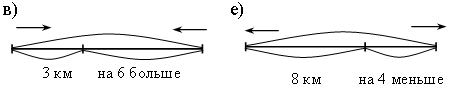 в)
е)
3 км на 6 больше
8 км на 4 меньше